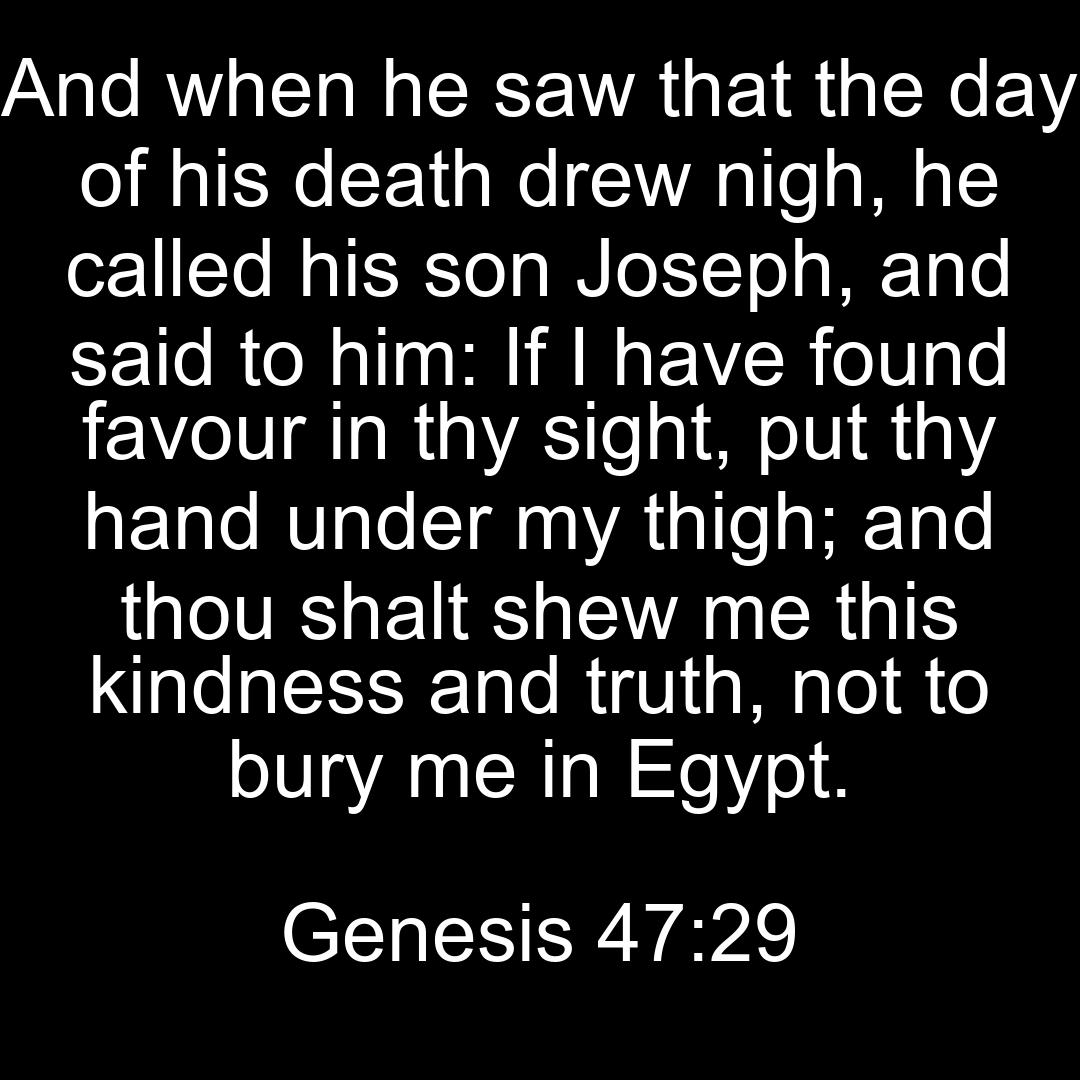 And when he saw that the day
of his death drew nigh, he
called his son Joseph, and
said to him: If I have found
favour in thy sight, put thy
hand under my thigh; and
thou shalt shew me this
kindness and truth, not to
bury me in Egypt.
Genesis 47:29